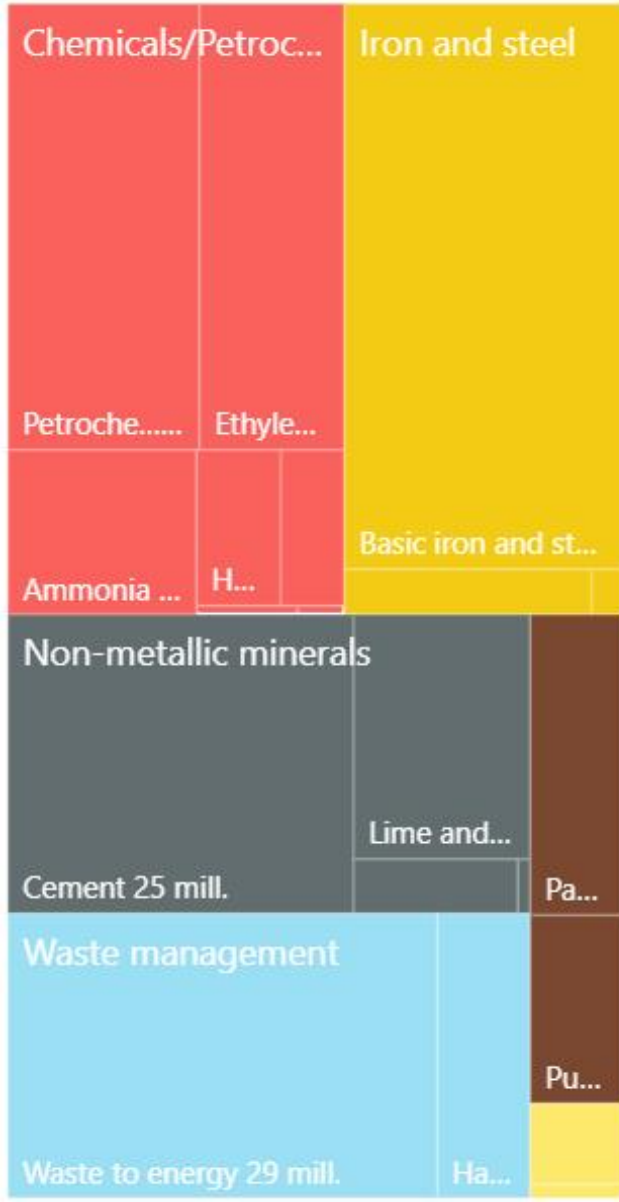 Chemicals/Petroc...
Petroche......
Ethyle...
Ammonia ...
H...
Iron and steel
Basic iron and st...
Non-metallic minerals
Cement 25 mill.
Lime and...
Pa...
Waste management
Waste to energy 29 mill.
Ha...
Pu...